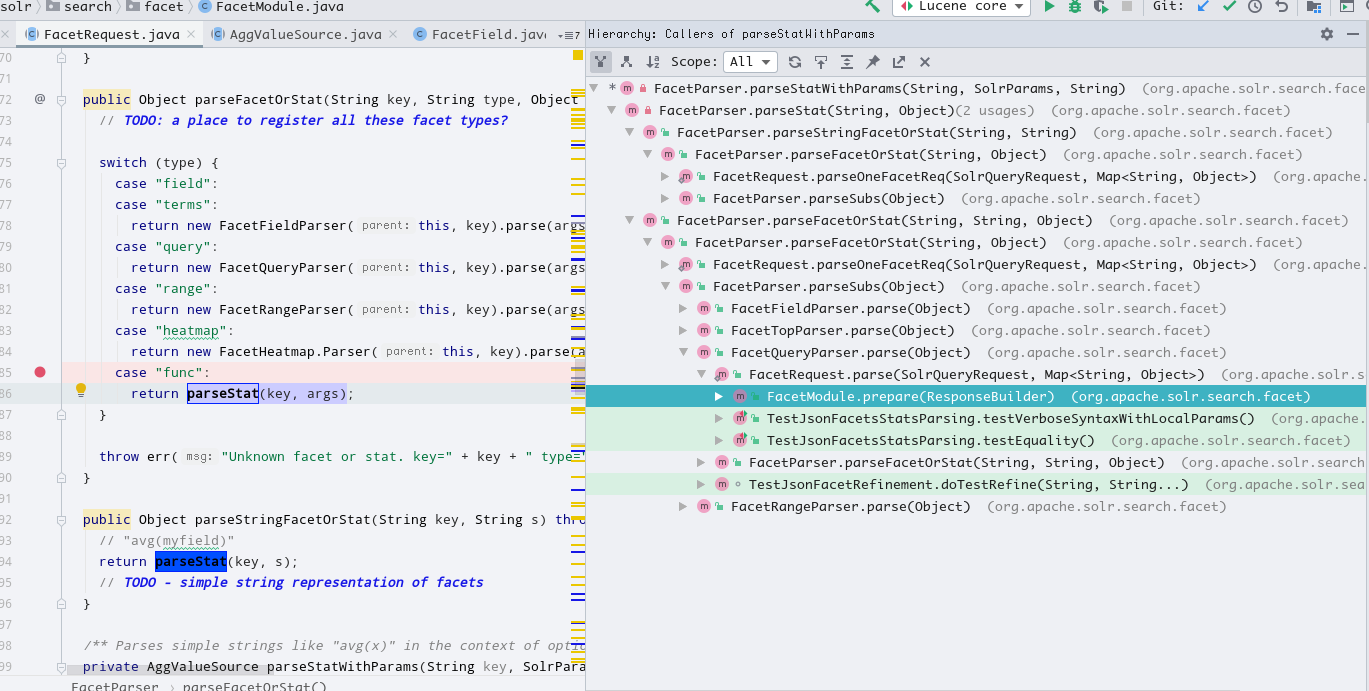 solr search facet FacetModule.java
Lucene core Git:
FacetRequest.java AggValueSource.java FacetField.java 7
70 }
71
72 @ public Object parseFacetOrStat(String key, String type, Object
73 // TODO: a place to register all these facet types?
74
75 switch (type) {
76 case "field":
77 case "terms":
78 return new FacetFieldParser( parent: this, key).parse(args
79 case "query":
80 return new FacetQueryParser( parent: this, key).parse(args
81 case "range":
82 return new FacetRangeParser( parent: this, key).parse(args
83 case "heatmap":
84 return new FacetHeatmap.Parser( parent: this, key).parse(a
85 case "func":
86 return parseStat(key, args);
87 }
88
89 throw err( msg: "Unknown facet or stat. key=" + key + " type="
90 }
91
92 public Object parseStringFacetOrStat(String key, String s) thro
93 // "avg(myfield)"
94 return parseStat(key, s);
95 // TODO - simple string representation of facets
96 }
97
98 /** Parses simple strings like "avg(x)" in the context of optio
99 private AggValueSource parseStatWithParams(String key, SolrPara
FacetParser › parseFacetOrStat()
Hierarchy: Callers of parseStatWithParams
Scope: All
* FacetParser.parseStatWithParams(String, SolrParams, String) (org.apache.solr.search.face
FacetParser.parseStat(String, Object)(2 usages) (org.apache.solr.search.facet)
FacetParser.parseStringFacetOrStat(String, String) (org.apache.solr.search.facet)
FacetParser.parseFacetOrStat(String, Object) (org.apache.solr.search.facet)
FacetRequest.parseOneFacetReq(SolrQueryRequest, Map<String, Object>) (org.apache.
FacetParser.parseSubs(Object) (org.apache.solr.search.facet)
FacetParser.parseFacetOrStat(String, String, Object) (org.apache.solr.search.facet)
FacetParser.parseFacetOrStat(String, Object) (org.apache.solr.search.facet)
FacetRequest.parseOneFacetReq(SolrQueryRequest, Map<String, Object>) (org.apache.
FacetParser.parseSubs(Object) (org.apache.solr.search.facet)
FacetFieldParser.parse(Object) (org.apache.solr.search.facet)
FacetTopParser.parse(Object) (org.apache.solr.search.facet)
FacetQueryParser.parse(Object) (org.apache.solr.search.facet)
FacetRequest.parse(SolrQueryRequest, Map<String, Object>) (org.apache.solr.s
FacetModule.prepare(ResponseBuilder) (org.apache.solr.search.facet)
TestJsonFacetsStatsParsing.testVerboseSyntaxWithLocalParams() (org.apache.
TestJsonFacetsStatsParsing.testEquality() (org.apache.solr.search.facet)
FacetParser.parseFacetOrStat(String, String, Object) (org.apache.solr.search
TestJsonFacetRefinement.doTestRefine(String, String...) (org.apache.solr.sea
FacetRangeParser.parse(Object) (org.apache.solr.search.facet)